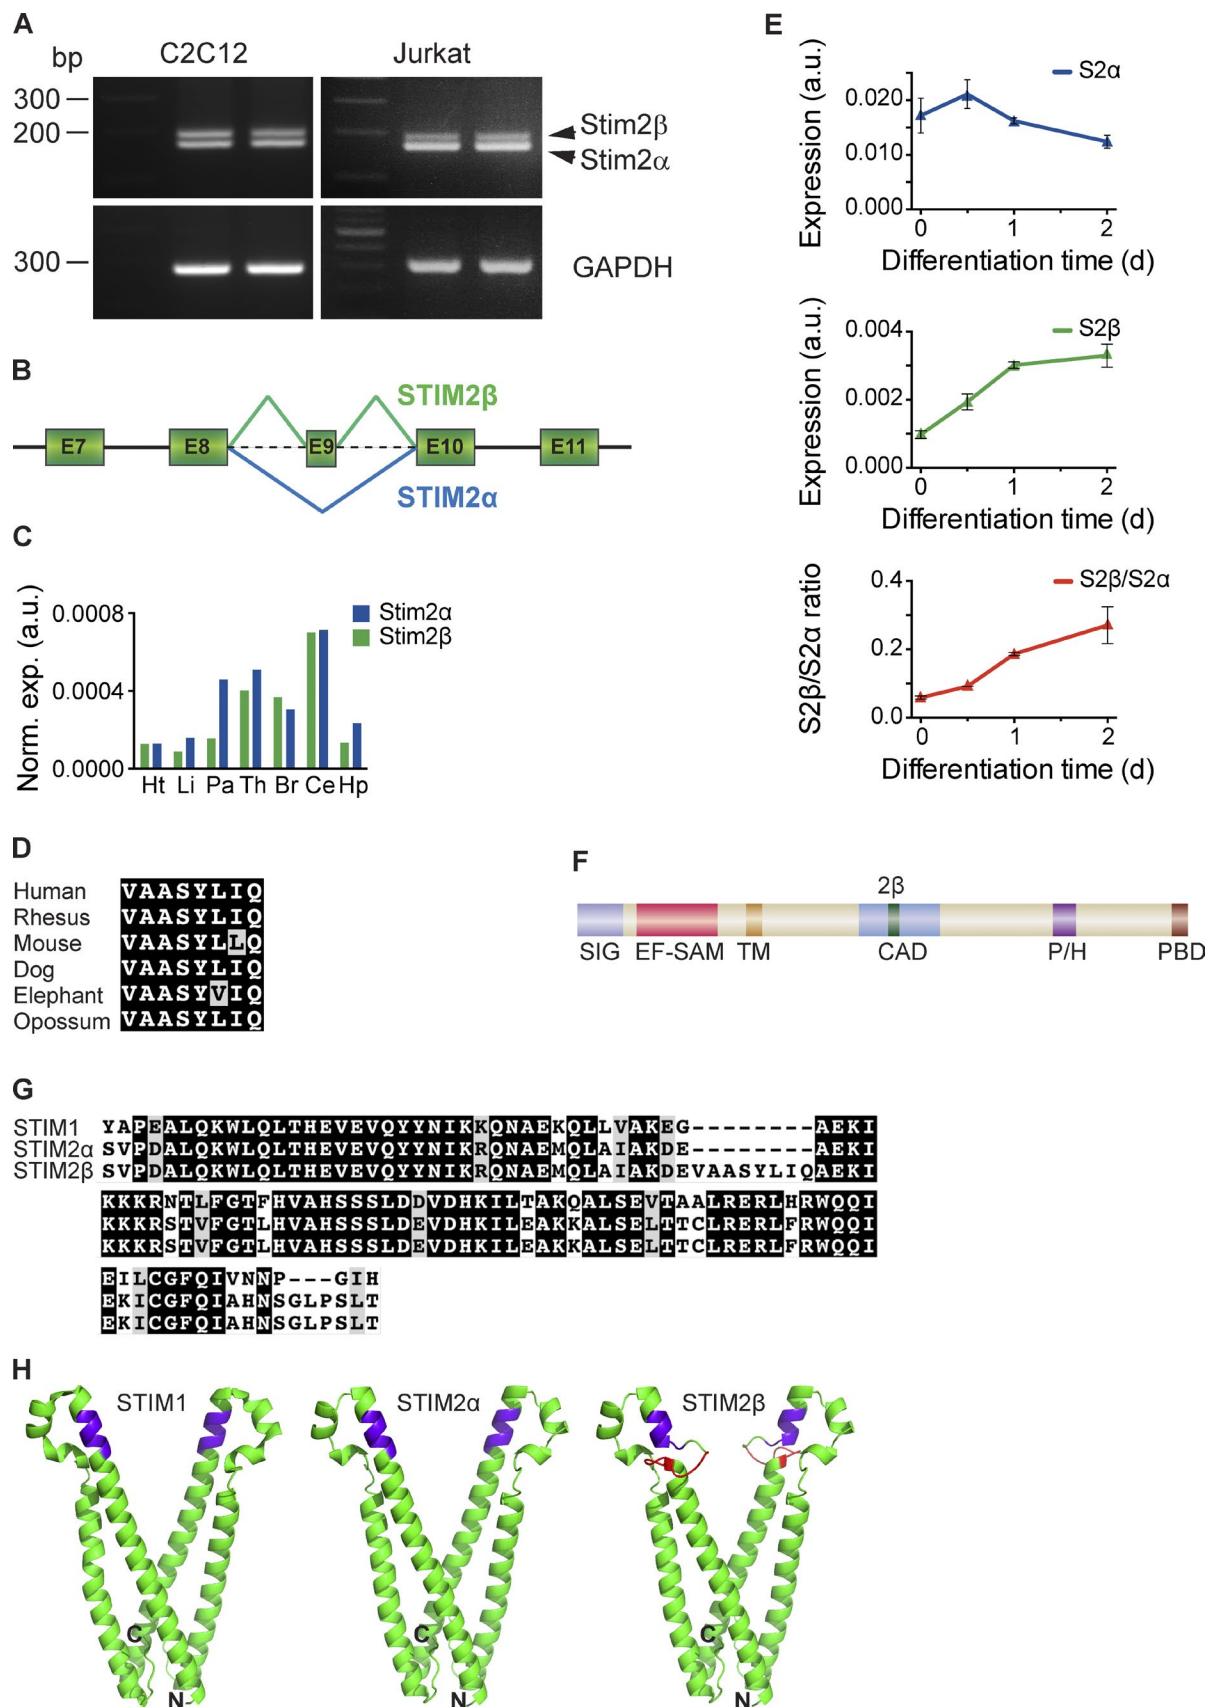 A
bp
C2C12
Jurkat
300
200
Stim2β
Stim2α
300
GAPDH
B
STIM2β
E7
E8
E9
E10
E11
STIM2α
C
Norm. exp. (a.u.)
0.0008
0.0004
0.0000
Stim2α
Stim2β
Ht Li Pa Th Br Ce Hp
D
Human VAASYLIQ
Rhesus VAASYLIQ
Mouse VAASYLLQ
Dog VAASYLIQ
Elephant VAASYVIQ
Opossum VAASYLIQ
E
Expression (a.u.)
S2α
0.020
0.010
0.000
0 1 2
Differentiation time (d)
Expression (a.u.)
S2β
0.004
0.002
0.000
0 1 2
Differentiation time (d)
S2β/S2α ratio
S2β/S2α
0.4
0.2
0.0
0 1 2
Differentiation time (d)
F
2β
SIG EF-SAM TM CAD P/H PBD
G
STIM1 YAPEALQKWLQLTHEVEVQYYNIKKQNAEKQLLVAKEG--------AEKI
STIM2α SVPDALQKWLQLTHEVEVQYYNIKRQNAEMQLAIAKDE--------AEKI
STIM2β SVPDALQKWLQLTHEVEVQYYNIKRQNAEMQLAIAKDEVAASYLIQAEKI
KKKRNTLFGTFHVAHSSSLDDVDHKILTAKQALSEVTAALRERLHRWQQI
KKKRSTVFGTLHVAHSSSLDEVDHKILEAKKALSELTTCLRERLFRWQQI
KKKRSTVFGTLHVAHSSSLDEVDHKILEAKKALSELTTCLRERLFRWQQI
EILCGFQIVNNP---GIH
EKICGFQIAHNSGLPSLT
EKICGFQIAHNSGLPSLT
H
STIM1
STIM2α
STIM2β
C
N
C
N
C
N